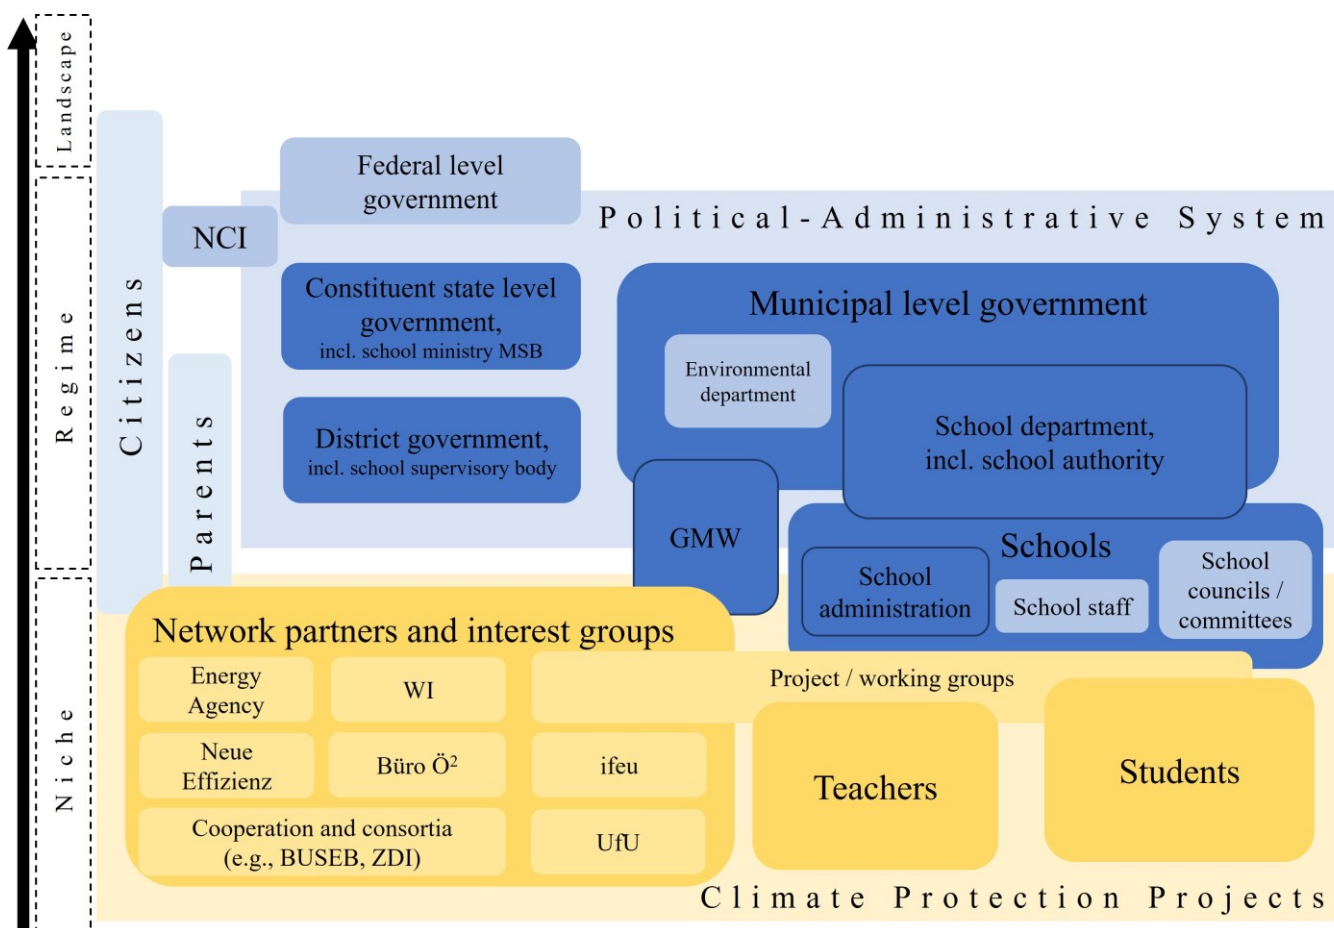 Landscape
Regime
Niche
Citizens
Parents
Federal level
government
NCI
Political-Administrative System
Constituent state level
government,
incl. school ministry MSB
District government,
incl. school supervisory body
Municipal level government
Environmental
department
School department,
incl. school authority
GMW
Schools
School
administration
School staff
School
councils /
committees
Network partners and interest groups
Energy
Agency
WI
Project / working groups
Neue
Effizienz
Büro Ö²
ifeu
Cooperation and consortia
(e.g., BUSEB, ZDI)
UfU
Teachers
Students
Climate Protection Projects